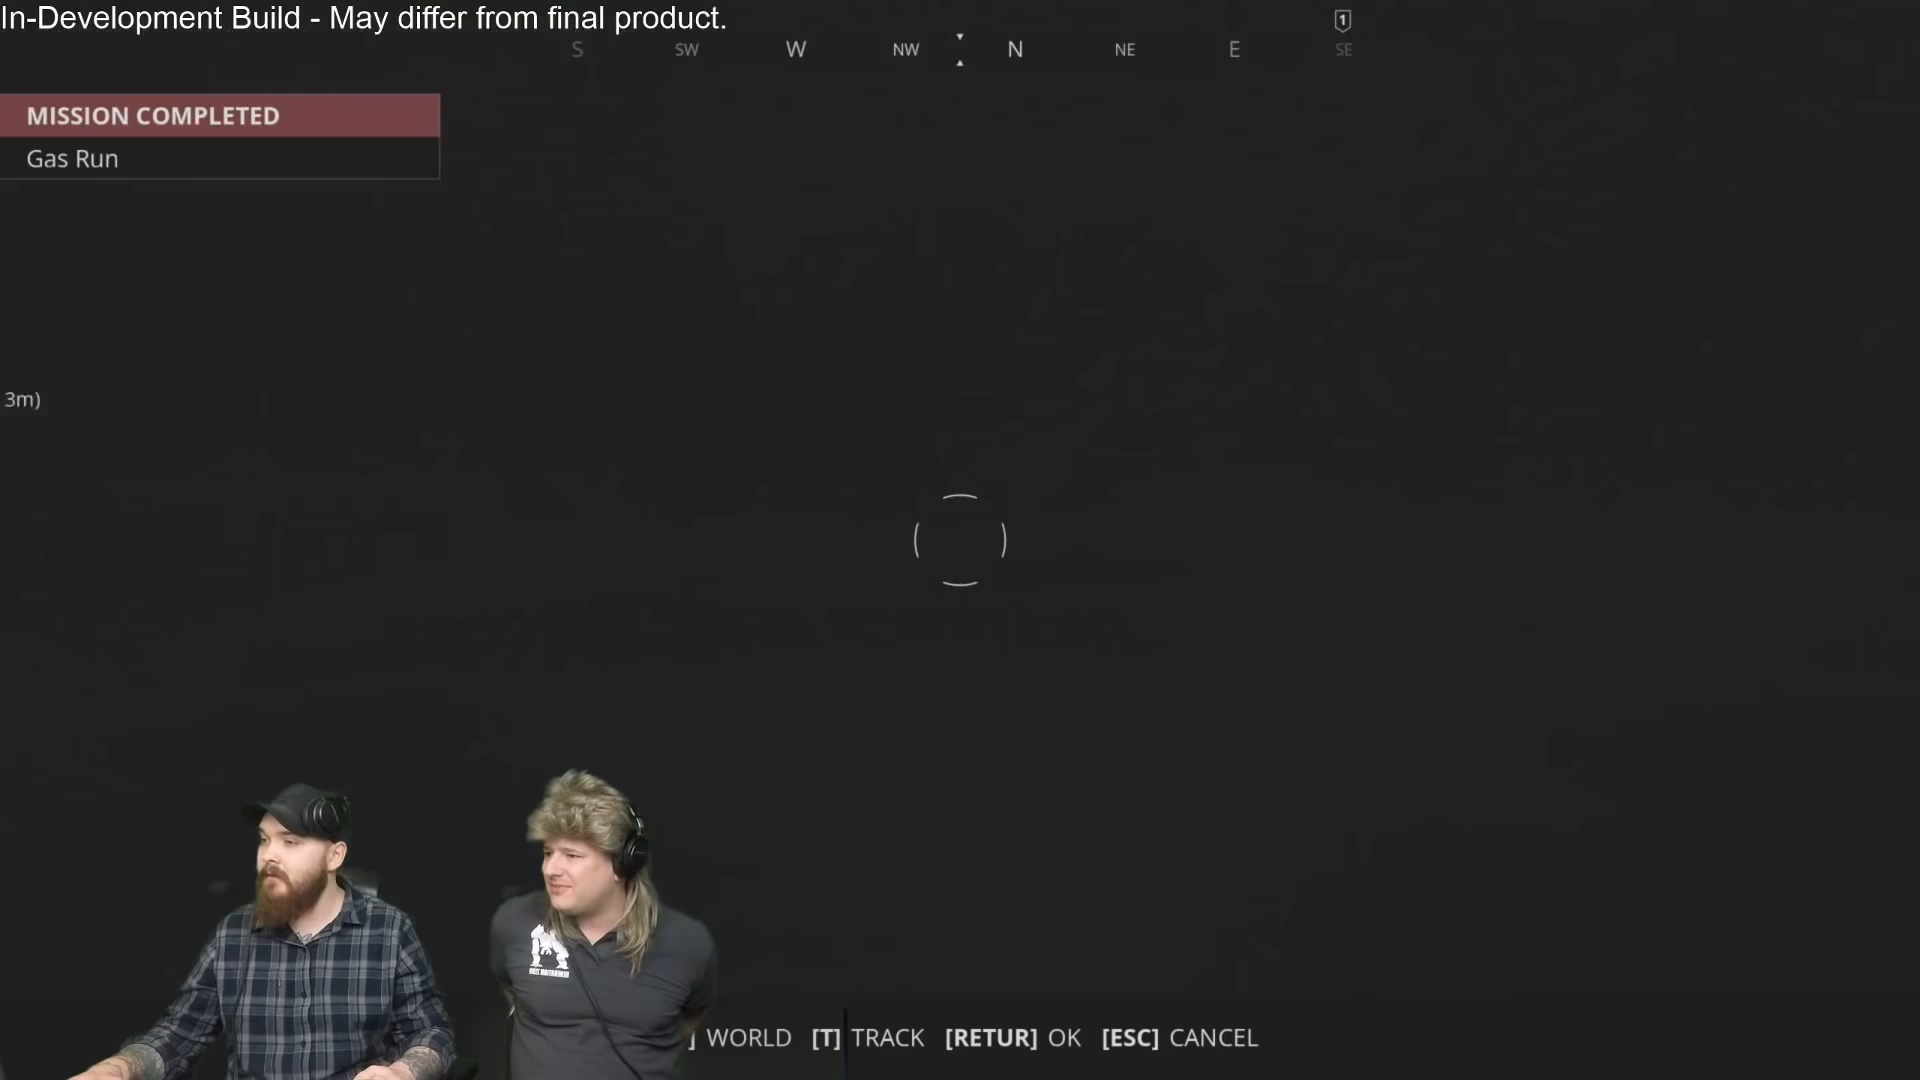 In-Development Build - May differ from final product.
1
S SW W NW N NE E SE
MISSION COMPLETED
Gas Run
3m)
] WORLD [T] TRACK [RETUR] OK [ESC] CANCEL